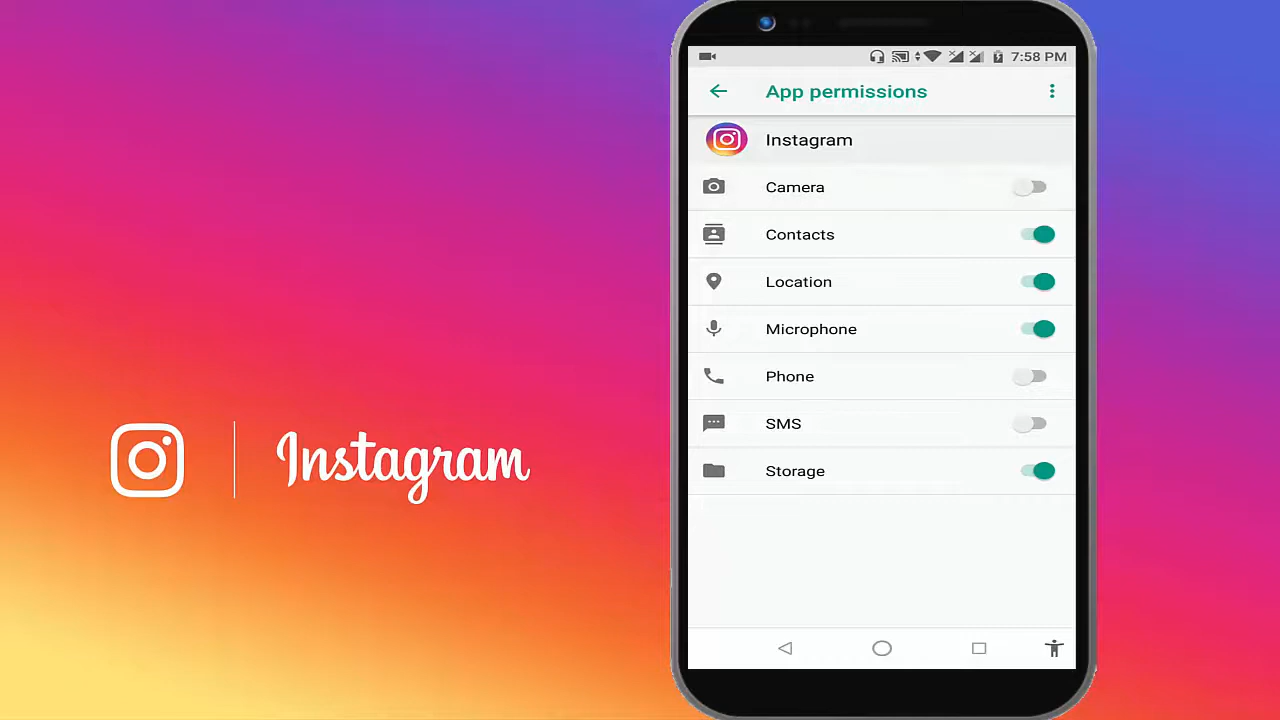 7:58 PM
App permissions
Instagram
Camera
Contacts
Location
Microphone
Phone
SMS
Storage
Instagram